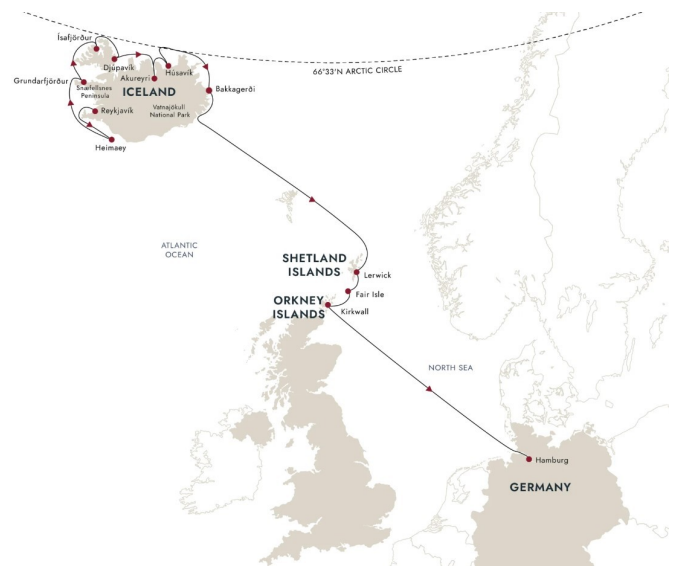 Ísafjörður
66°33'N ARCTIC CIRCLE
Djúpavík
Húsavík
Akureyri
Grundarfjörður
Snæfellsnes
Peninsula
ICELAND
Bakkagerði
Vatnajökull
National Park
Reykjavík
Heimaey
ATLANTIC
OCEAN
SHETLAND
ISLANDS
Lerwick
Fair Isle
ORKNEY
ISLANDS
Kirkwall
NORTH SEA
Hamburg
GERMANY